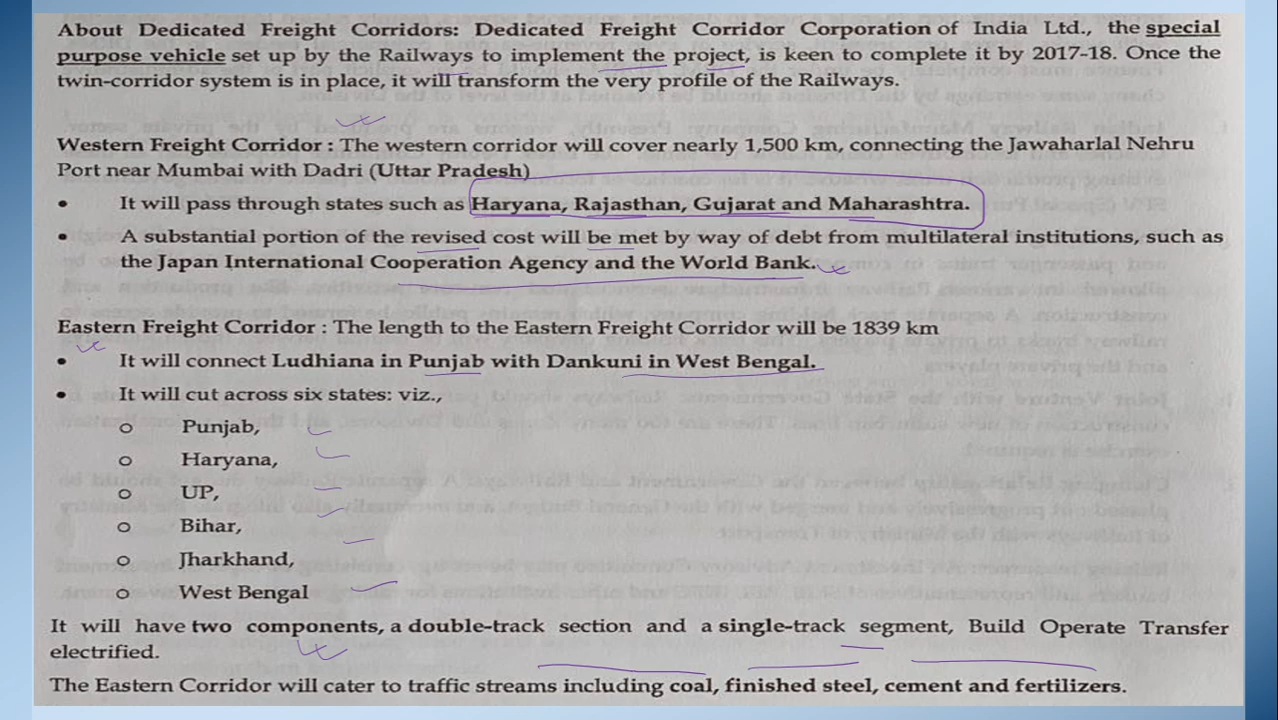 About Dedicated Freight Corridors: Dedicated Freight Corridor Corporation of India Ltd., the special
purpose vehicle set up by the Railways to implement the project, is keen to complete it by 2017-18. Once the
twin-corridor system is in place, it will transform the very profile of the Railways.
Western Freight Corridor : The western corridor will cover nearly 1,500 km, connecting the Jawaharlal Nehru
Port near Mumbai with Dadri (Uttar Pradesh)
• It will pass through states such as Haryana, Rajasthan, Gujarat and Maharashtra.
• A substantial portion of the revised cost will be met by way of debt from multilateral institutions, such as
the Japan International Cooperation Agency and the World Bank.
Eastern Freight Corridor : The length to the Eastern Freight Corridor will be 1839 km
• It will connect Ludhiana in Punjab with Dankuni in West Bengal.
• It will cut across six states: viz.,
o Punjab,
o Haryana,
o UP,
o Bihar,
o Jharkhand,
o West Bengal
It will have two components, a double-track section and a single-track segment, Build Operate Transfer
electrified.
The Eastern Corridor will cater to traffic streams including coal, finished steel, cement and fertilizers.